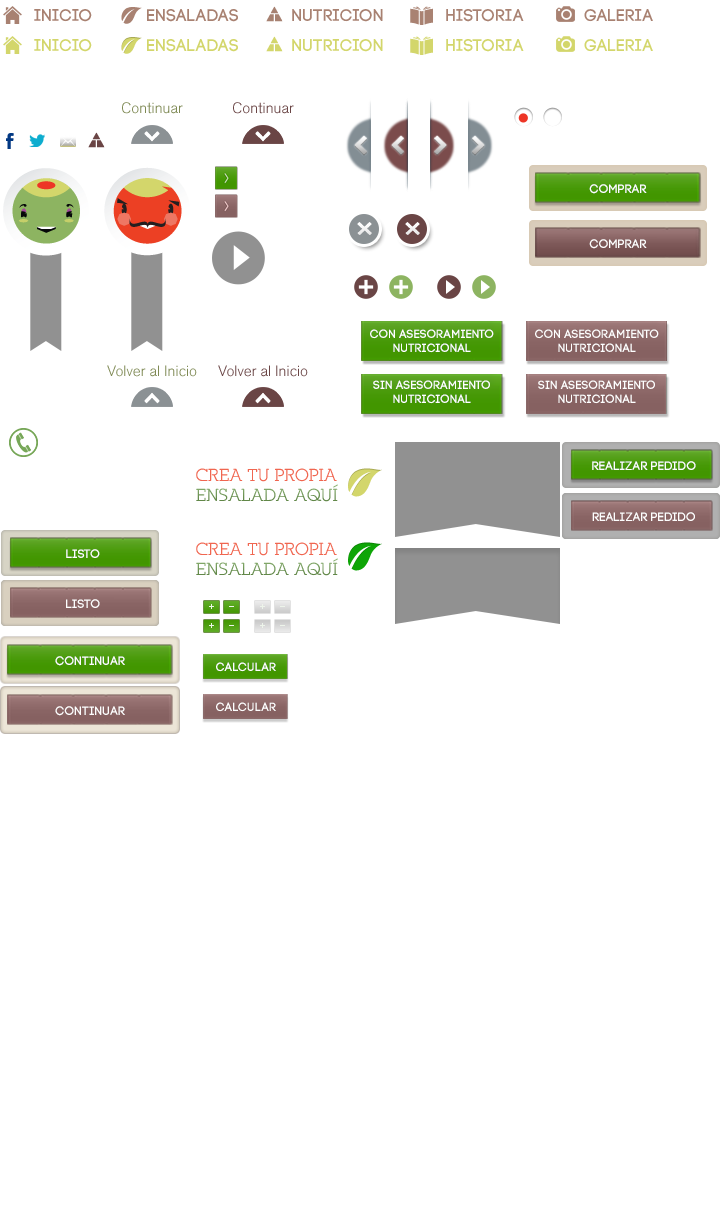 INICIO ENSALADAS NUTRICION HISTORIA GALERIA
INICIO ENSALADAS NUTRICION HISTORIA GALERIA
Continuar Continuar
COMPRAR
COMPRAR
CON ASESORAMIENTO
NUTRICIONAL
CON ASESORAMIENTO
NUTRICIONAL
Volver al Inicio Volver al Inicio
SIN ASESORAMIENTO
NUTRICIONAL
SIN ASESORAMIENTO
NUTRICIONAL
CREA TU PROPIA
ENSALADA AQUÍ
REALIZAR PEDIDO
REALIZAR PEDIDO
CREA TU PROPIA
ENSALADA AQUÍ
LISTO
LISTO
CONTINUAR
CALCULAR
CONTINUAR
CALCULAR